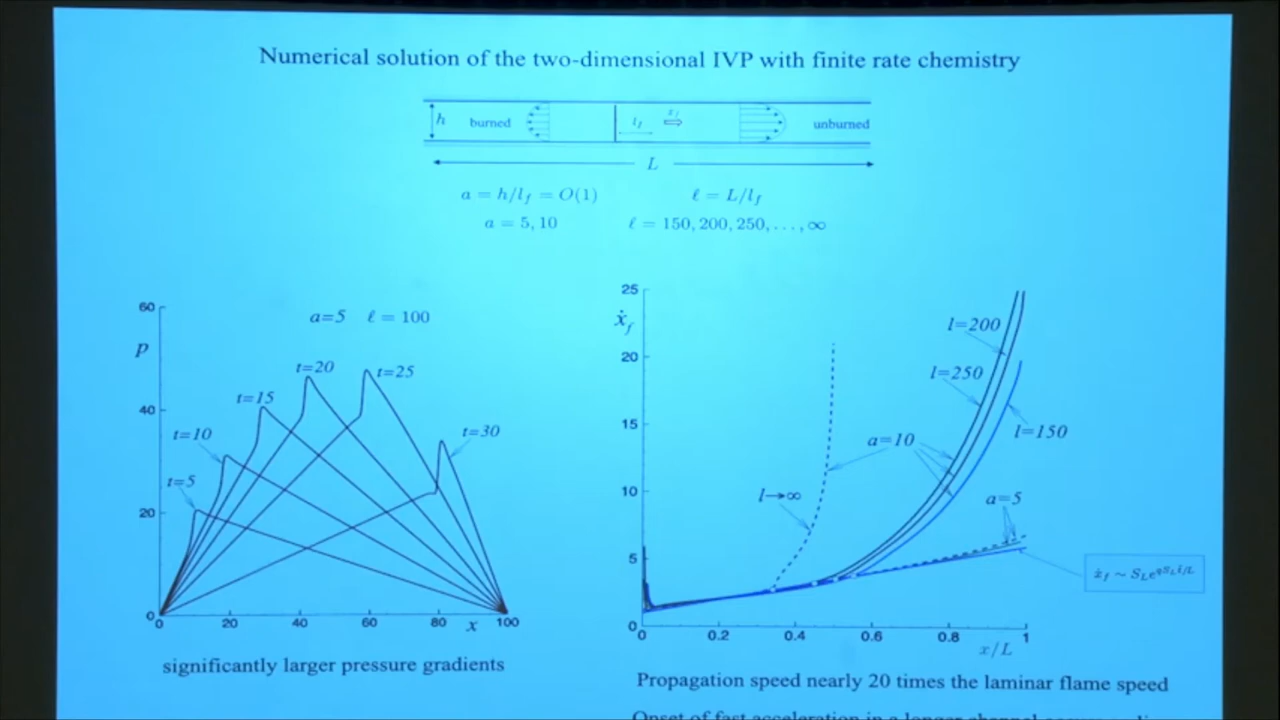 Numerical solution of the two-dimensional IVP with finite rate chemistry
h burned l_f ẋ_f unburned
L
a = h/l_f = O(1) ℓ = L/l_f
a = 5, 10 ℓ = 150, 200, 250, . . . , ∞
60
p
40
20
0
a=5 ℓ = 100
t=20
t=25
t=15
t=10
t=30
t=5
0 20 40 60 80 x 100
significantly larger pressure gradients
25
ẋ_f
20
15
10
5
0
l=200
l=250
a=10
l=150
l→∞
a=5
ẋ_f ~ S_L e^{qS_L t/L}
0 0.2 0.4 0.6 0.8 1
x/L
Propagation speed nearly 20 times the laminar flame speed
Onset of fast acceleration in a longer channel